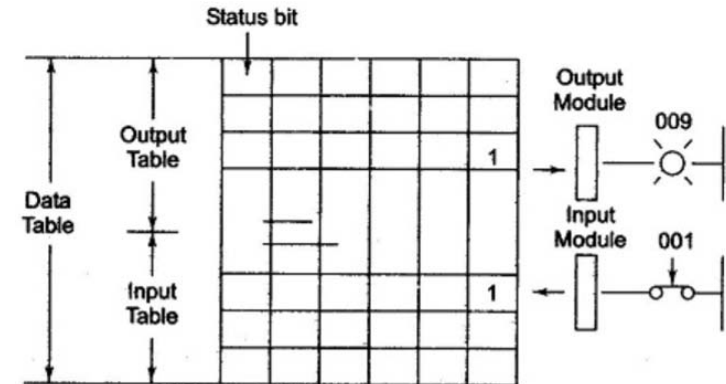 Status bit
Output
Module
009
Output
Table
1
Data
Table
Input
Module
001
Input
Table
1